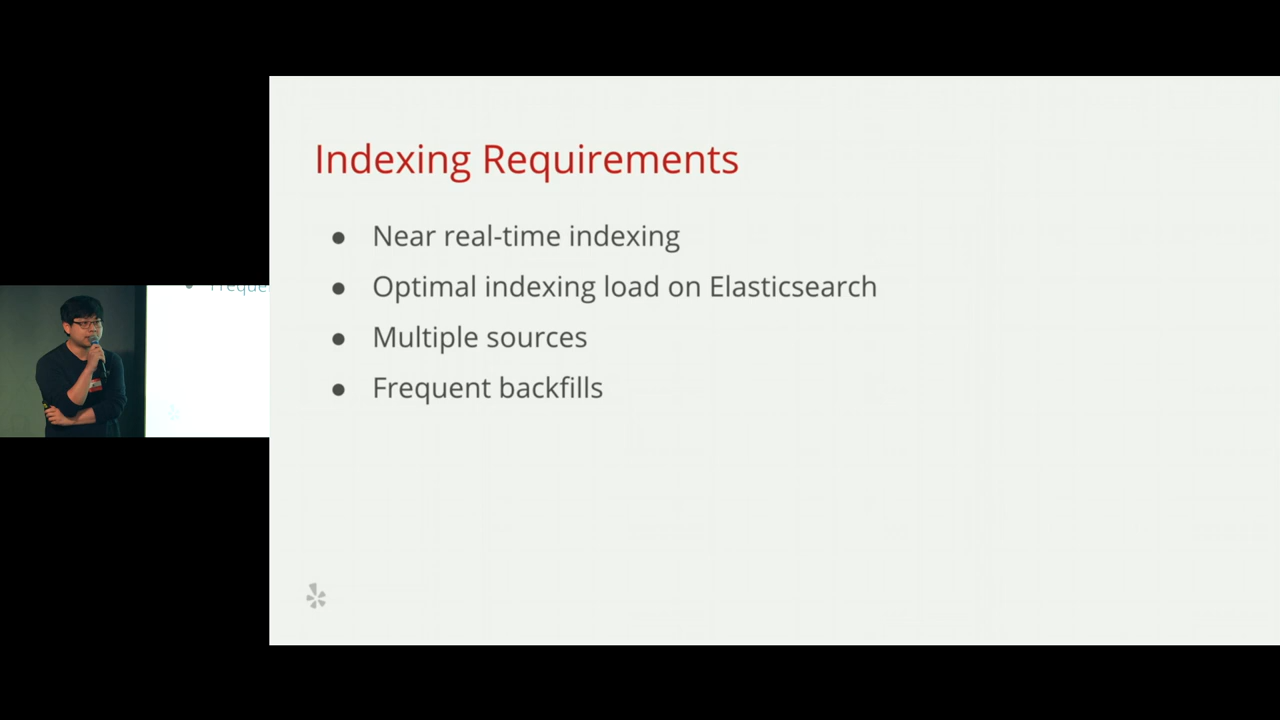 Indexing Requirements
● Near real-time indexing
● Optimal indexing load on Elasticsearch
● Multiple sources
● Frequent backfills